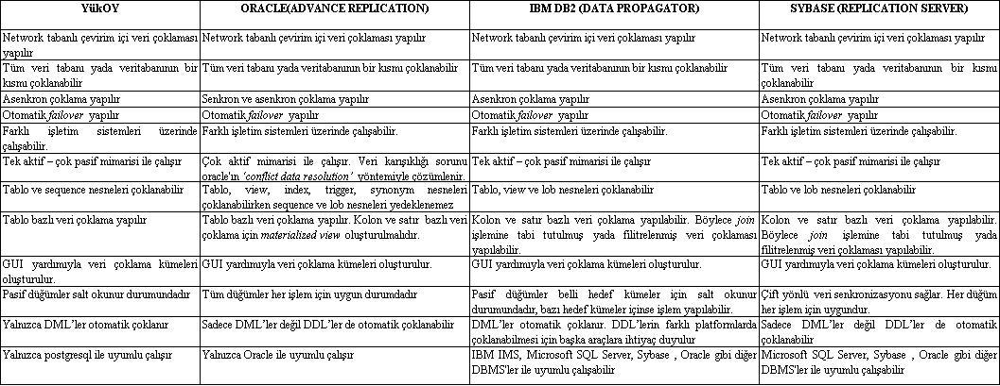 YükOY
ORACLE(ADVANCE REPLICATION)
IBM DB2 (DATA PROPAGATOR)
SYBASE (REPLICATION SERVER)
Network tabanlı çevirim içi veri çoklaması
yapılır
Network tabanlı çevirim içi veri çoklaması yapılır
Network tabanlı çevirim içi veri çoklaması yapılır
Network tabanlı çevirim içi veri çoklaması yapılır
Tüm veri tabanı yada veritabanının bir
kısmı çoklanabilir
Tüm veri tabanı yada veritabanının bir kısmı çoklanabilir
Tüm veri tabanı yada veritabanının bir kısmı çoklanabilir
Tüm veri tabanı yada veritabanının bir kısmı
çoklanabilir
Asenkron çoklama yapılır
Senkron ve asenkron çoklama yapılır
Asenkron çoklama yapılır
Asenkron çoklama yapılır
Otomatik failover yapılır
Otomatik failover yapılır
Otomatik failover yapılır
Otomatik failover yapılır
Farklı işletim sistemleri üzerinde
çalışabilir.
Farklı işletim sistemleri üzerinde çalışabilir.
Farklı işletim sistemleri üzerinde çalışabilir.
Farklı işletim sistemleri üzerinde çalışabilir.
Tek aktif – çok pasif mimarisi ile çalışır
Çok aktif mimarisi ile çalışır. Veri karışıklığı sorunu
oracle'ın 'conflict data resolution' yöntemiyle çözümlenir.
Tek aktif – çok pasif mimarisi ile çalışır
Tek aktif – çok pasif mimarisi ile çalışır
Tablo ve sequence nesneleri çoklanabilir
Tablo, view, index, trigger, synonym nesneleri
çoklanabilirken sequence ve lob nesneleri yedeklenemez
Tablo, view ve lob nesneleri çoklanabilir
Tablo ve lob nesneleri çoklanabilir
Tablo bazlı veri çoklama yapılır
Tablo bazlı veri çoklama yapılır. Kolon ve satır bazlı veri
çoklama için materialized view oluşturulmalıdır.
Kolon ve satır bazlı veri çoklama yapılabilir. Böylece join
işlemine tabi tutulmuş yada filitrelenmiş veri çoklaması
yapılabilir.
Kolon ve satır bazlı veri çoklama yapılabilir.
Böylece join işlemine tabi tutulmuş yada
filitrelenmiş veri çoklaması yapılabilir.
GUI yardımıyla veri çoklama kümeleri
oluşturulur.
GUI yardımıyla veri çoklama kümeleri oluşturulur.
GUI yardımıyla veri çoklama kümeleri oluşturulur.
GUI yardımıyla veri çoklama kümeleri oluşturulur.
Pasif düğümler salt okunur durumundadır
Tüm düğümler her işlem için uygun durumdadır
Pasif düğümler belli hedef kümeler için salt okunur
durumundadır, bazı hedef kümeler içinse işlem yapılabilir.
Çift yönlü veri senkronizasyonu sağlar. Her düğüm
her işlem için uygundur.
Yalnızca DML'ler otomatik çoklanır
Sadece DML'ler değil DDL'ler de otomatik çoklanabilir
DML'ler otomatik çoklanır. DDL'lerin farklı platformlarda
çoklanabilmesi için başka araçlara ihtiyaç duyulur
Sadece DML'ler değil DDL'ler de otomatik
çoklanabilir
Yalnızca postgresql ile uyumlu çalışır
Yalnızca Oracle ile uyumlu çalışır
IBM IMS, Microsoft SQL Server, Sybase , Oracle gibi diğer
DBMS'ler ile uyumlu çalışabilir
Microsoft SQL Server, Sybase , Oracle gibi diğer
DBMS'ler ile uyumlu çalışabilir